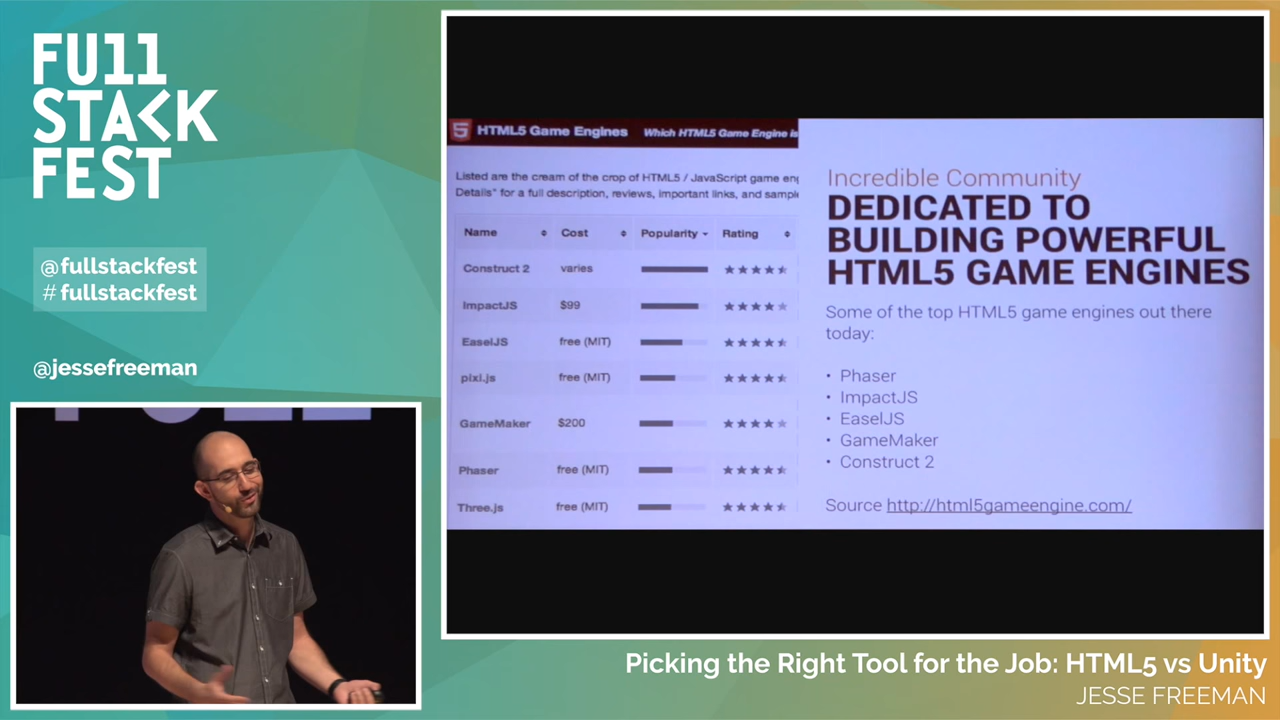 FU11
STACK
FEST
@fullstackfest
# fullstackfest
@jessefreeman
HTML5 Game Engines Which HTML5 Game Engine is
Listed are the cream of the crop of HTML5 / JavaScript game eng
Details" for a full description, reviews, important links, and sampl
Name Cost Popularity Rating
Construct 2 varies
ImpactJS $99
EaselJS free (MIT)
pixi.js free (MIT)
GameMaker $200
Phaser free (MIT)
Three.js free (MIT)
Incredible Community
DEDICATED TO
BUILDING POWERFUL
HTML5 GAME ENGINES
Some of the top HTML5 game engines out there
today:
• Phaser
• ImpactJS
• EaselJS
• GameMaker
• Construct 2
Source http://html5gameengine.com/
Picking the Right Tool for the Job: HTML5 vs Unity
JESSE FREEMAN